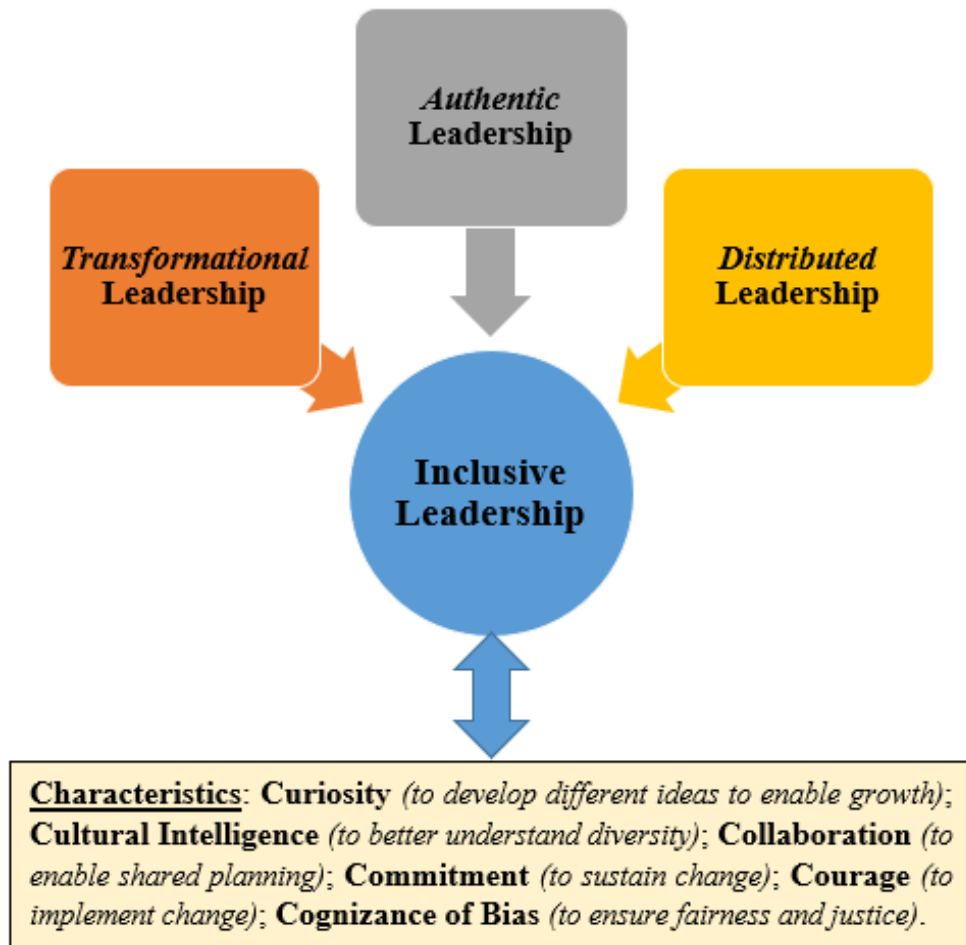 Authentic
Leadership
Transformational
Leadership
Distributed
Leadership
Inclusive
Leadership
Characteristics: Curiosity (to develop different ideas to enable growth);
Cultural Intelligence (to better understand diversity); Collaboration (to
enable shared planning); Commitment (to sustain change); Courage (to
implement change); Cognizance of Bias (to ensure fairness and justice).